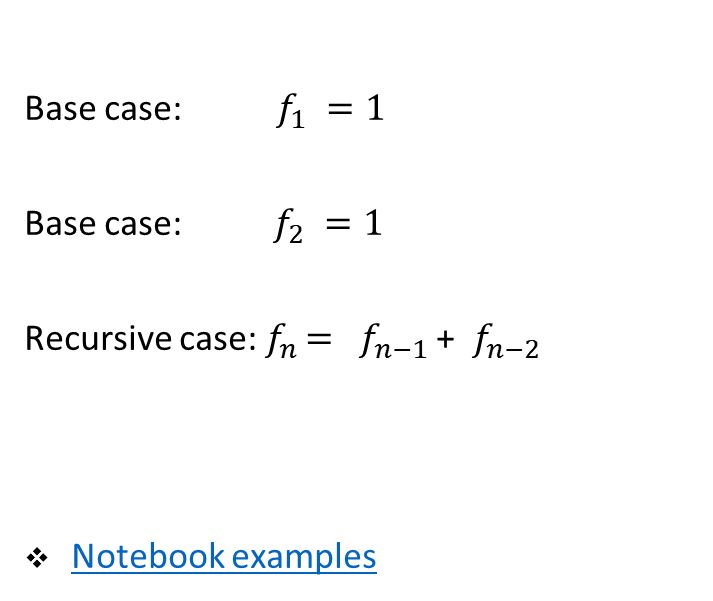 Base case: 𝑓₁ = 1
Base case: 𝑓₂ = 1
Recursive case: 𝑓ₙ = 𝑓ₙ₋₁ + 𝑓ₙ₋₂
❖ Notebook examples